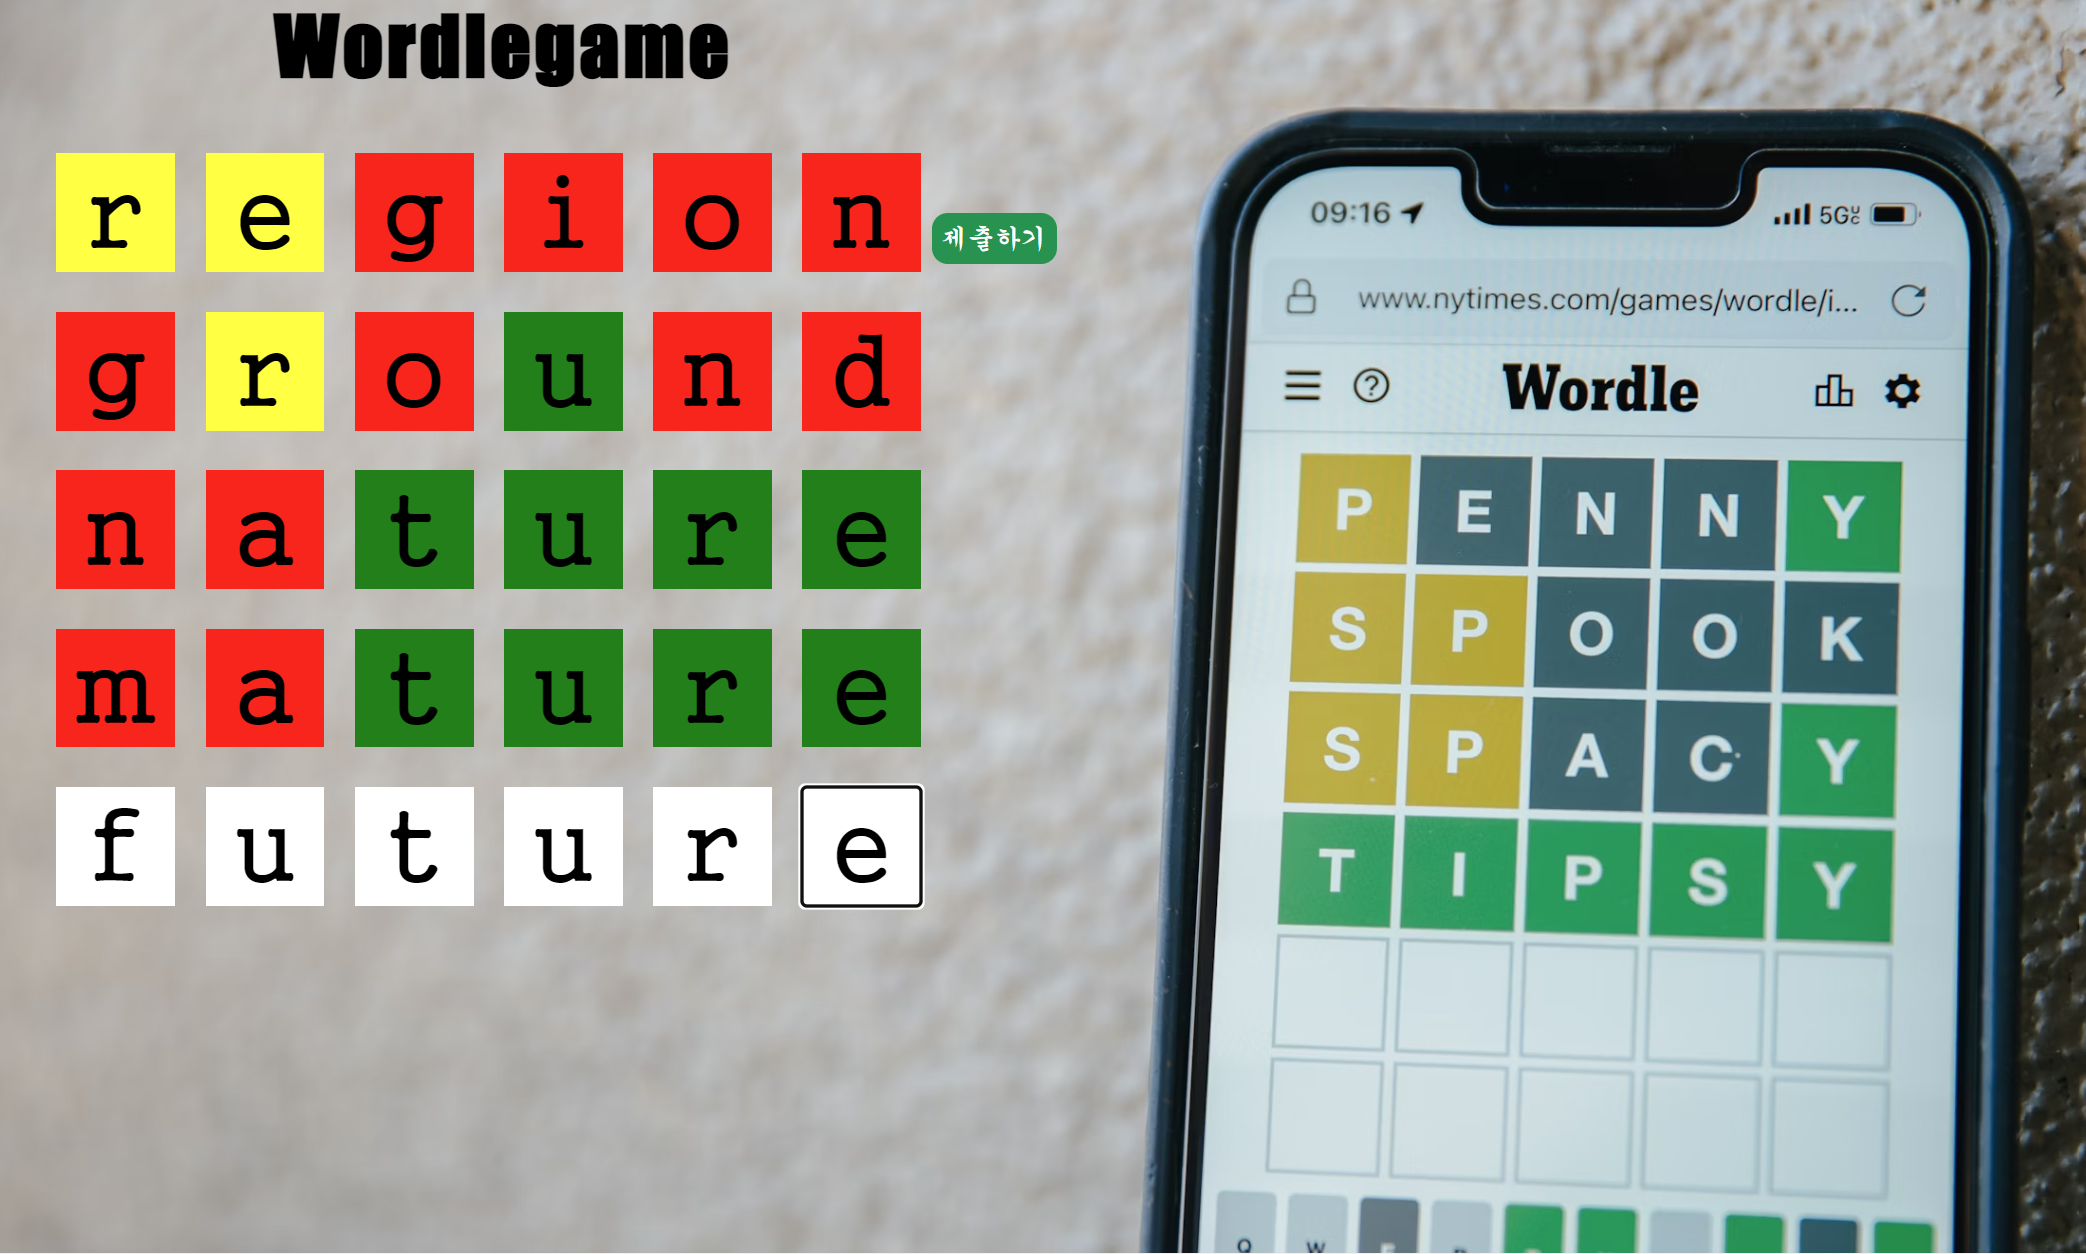 Wordlegame
region
제출하기
ground
nature
mature
future
09:16 5G
www.nytimes.com/games/wordle/i...
Wordle
PENNY
SPOOK
SPACY
TIPSY
Q W